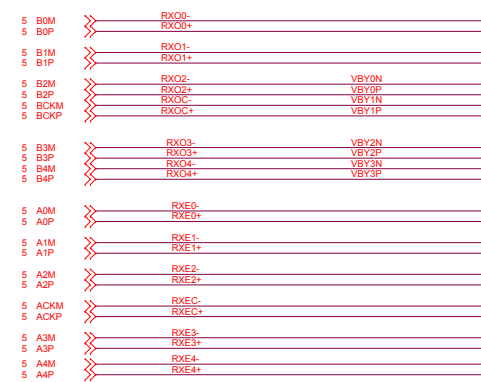 5 B0M RXO0-
5 B0P RXO0+
5 B1M RXO1-
5 B1P RXO1+
5 B2M RXO2- VBY0N
5 B2P RXO2+ VBY0P
5 BCKM RXOC- VBY1N
5 BCKP RXOC+ VBY1P
5 B3M RXO3- VBY2N
5 B3P RXO3+ VBY2P
5 B4M RXO4- VBY3N
5 B4P RXO4+ VBY3P
5 A0M RXE0-
5 A0P RXE0+
5 A1M RXE1-
5 A1P RXE1+
5 A2M RXE2-
5 A2P RXE2+
5 ACKM RXEC-
5 ACKP RXEC+
5 A3M RXE3-
5 A3P RXE3+
5 A4M RXE4-
5 A4P RXE4+